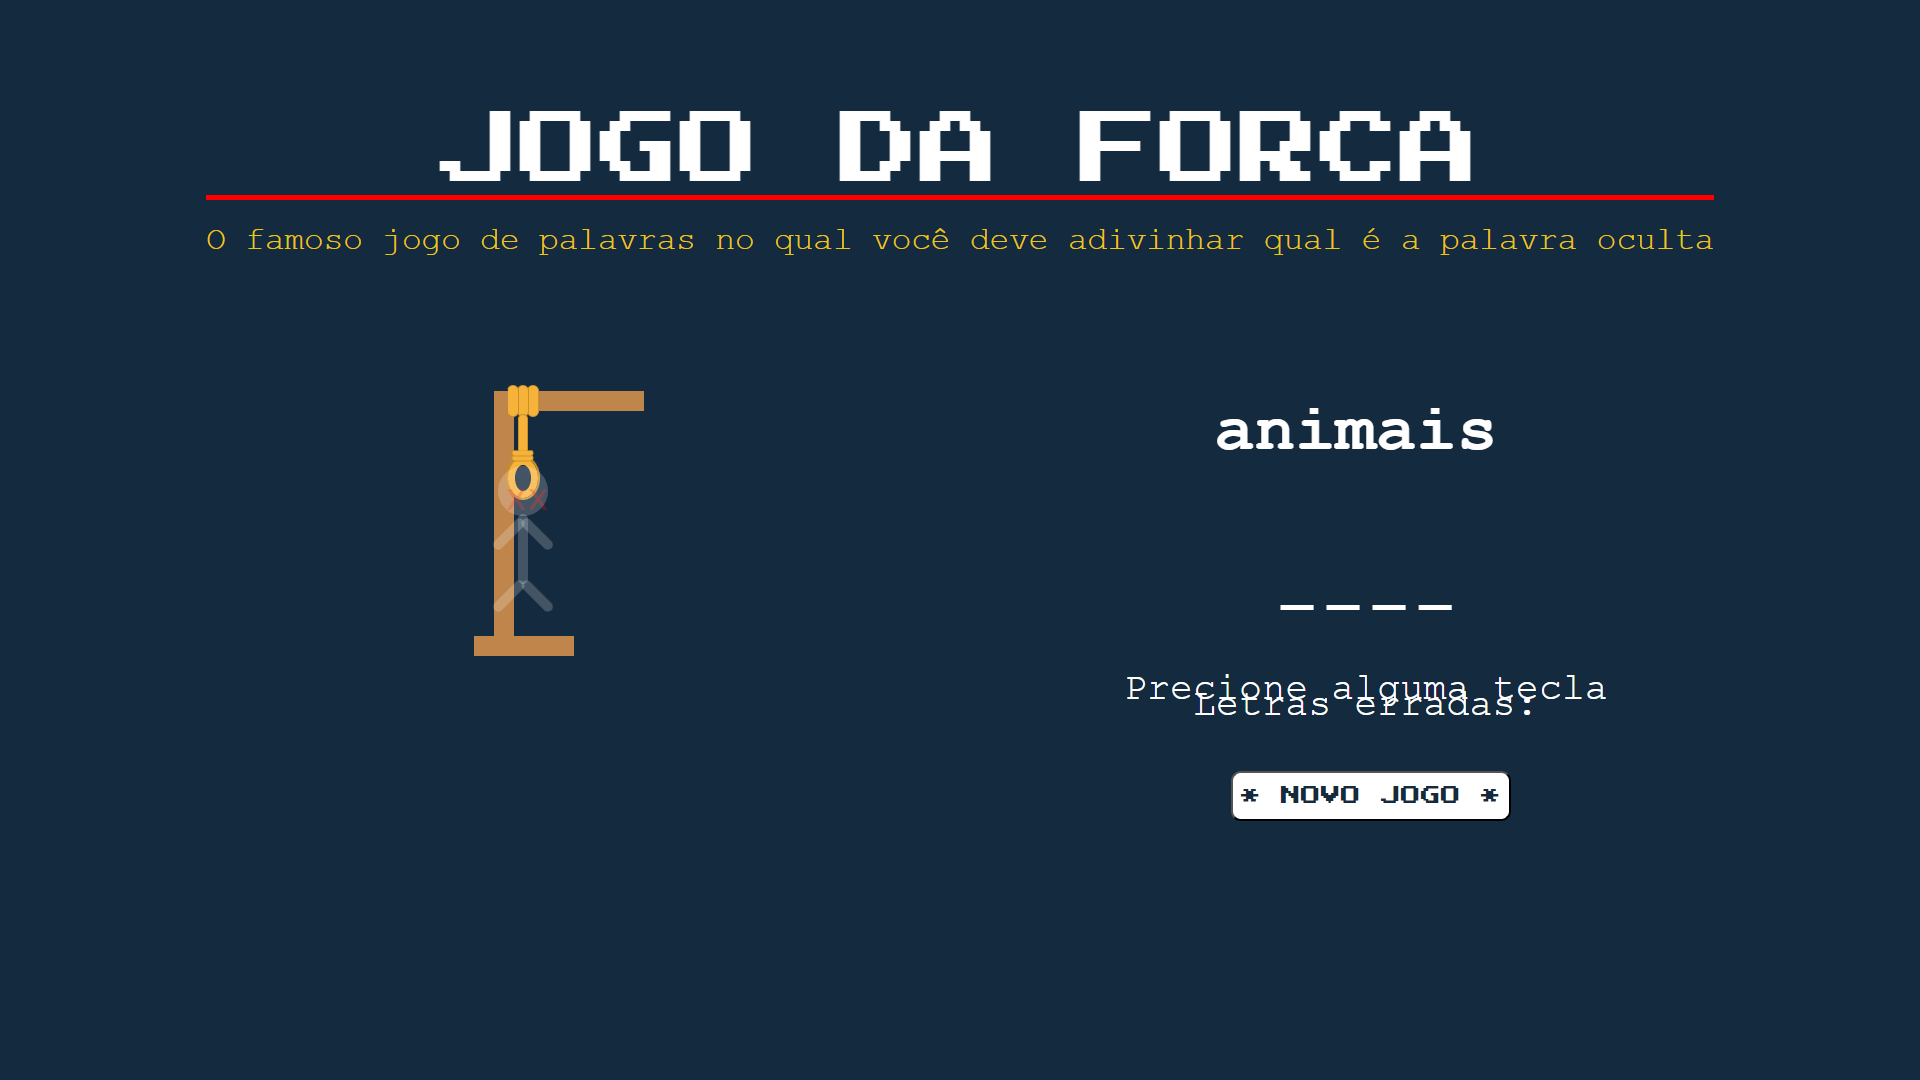 JOGO DA FORCA
O famoso jogo de palavras no qual você deve adivinhar qual é a palavra oculta
animais
_ _ _ _
Precione alguma tecla
Letras erradas:
* NOVO JOGO *